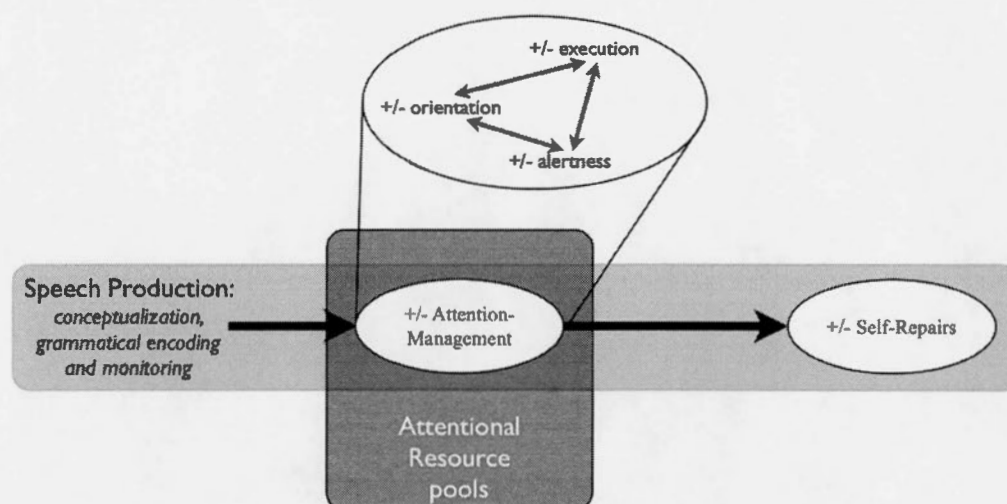 +/- execution
+/- orientation
+/- alertness
Speech Production:
conceptualization,
grammatical encoding
and monitoring
+/- Attention-
Management
+/- Self-Repairs
Attentional
Resource
pools